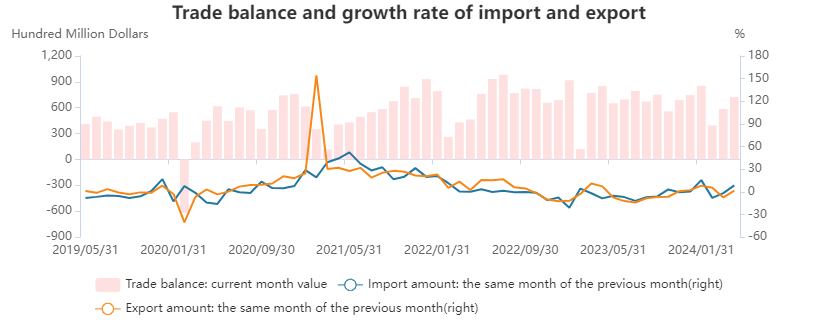 Trade balance and growth rate of import and export
Hundred Million Dollars %
1,200 180
900 150
600 120
300 90
0 60
-300 30
-600 0
-900 -30
-60
2019/05/31 2020/01/31 2020/09/30 2021/05/31 2022/01/31 2022/09/30 2023/05/31 2024/01/31
Trade balance: current month value Import amount: the same month of the previous month(right)
Export amount: the same month of the previous month(right)